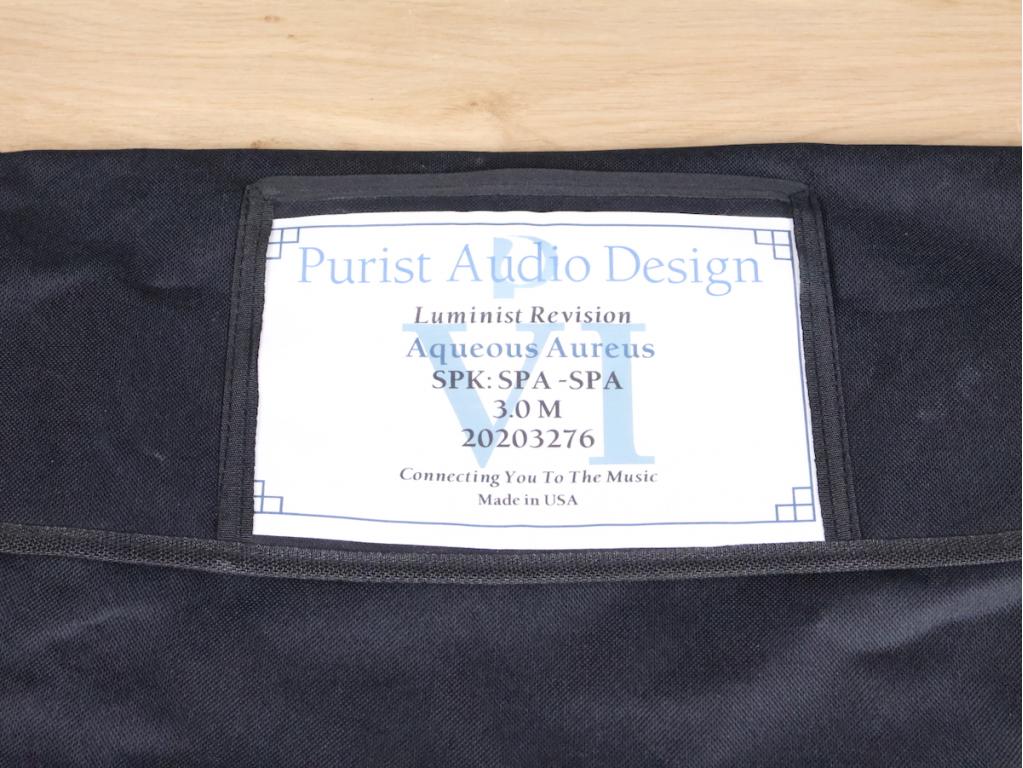 Purist Audio Design
P
VI
Luminist Revision
Aqueous Aureus
SPK: SPA -SPA
3.0 M
20203276
Connecting You To The Music
Made in USA